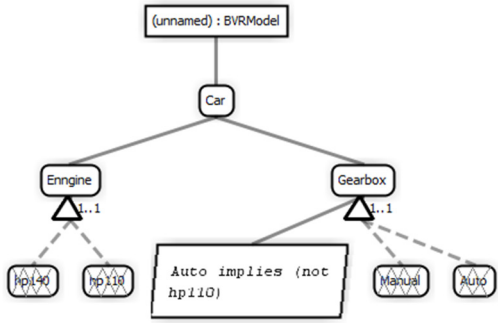 (unnamed) : BVRModel
Car
Enngine
Gearbox
1..1
1..1
hp140
hp110
Auto implies (not
hp110)
Manual
Auto